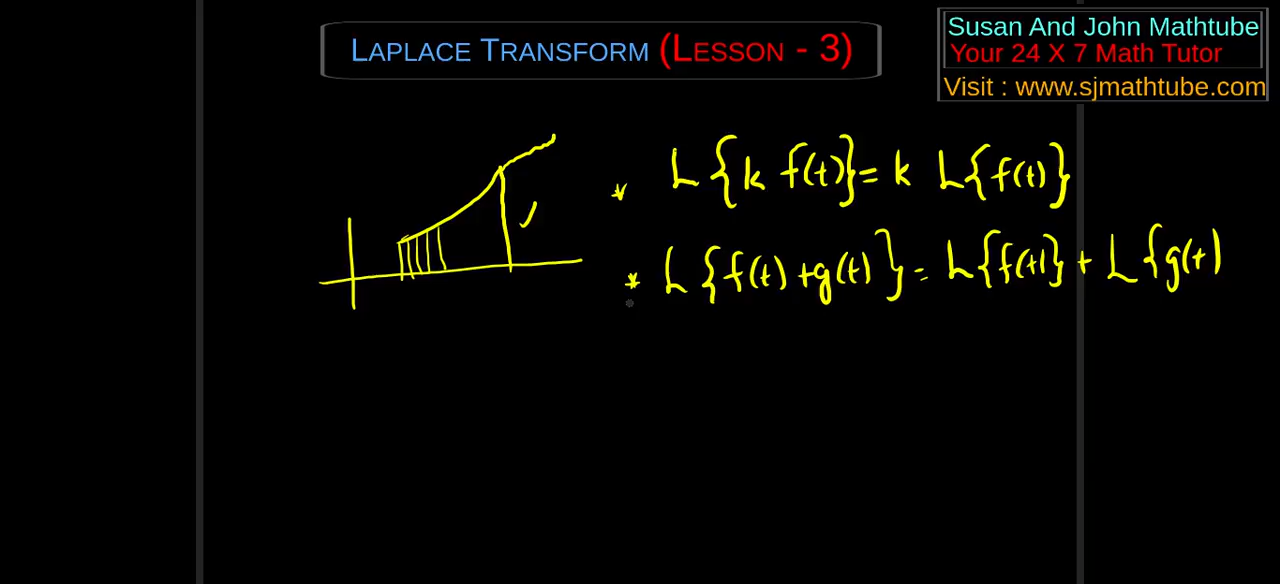 LAPLACE TRANSFORM (LESSON - 3)
Susan And John Mathtube
Your 24 X 7 Math Tutor
Visit : www.sjmathtube.com
* L{k f(t)}= k L{f(t)}
* L{f(t)+g(t)}= L{f(t)}+ L{g(t)